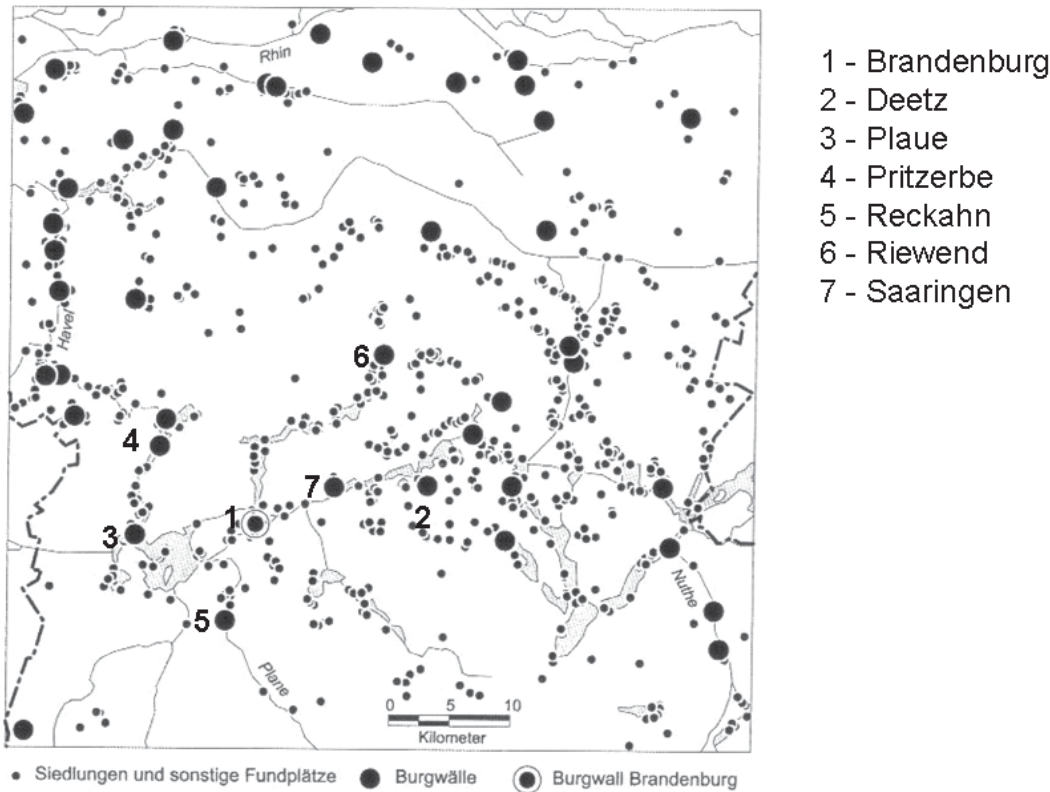 Rhin
1 - Brandenburg
2 - Deetz
3 - Plaue
4 - Pritzerbe
5 - Reckahn
6 - Riewend
7 - Saaringen
Havel
6
4
7
2
1
3
5
Nuthe
Plane
0 5 10
Kilometer
Siedlungen und sonstige Fundplätze Burgwälle Burgwall Brandenburg